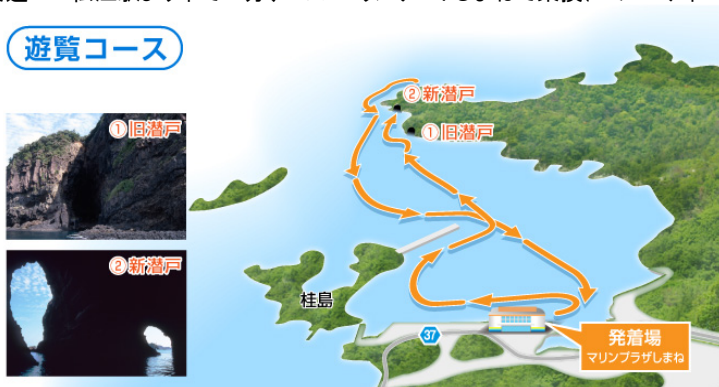 遊覧コース
①旧潜戸
②新潜戸
②新潜戸
①旧潜戸
桂島
37
発着場
マリンプラザしまね